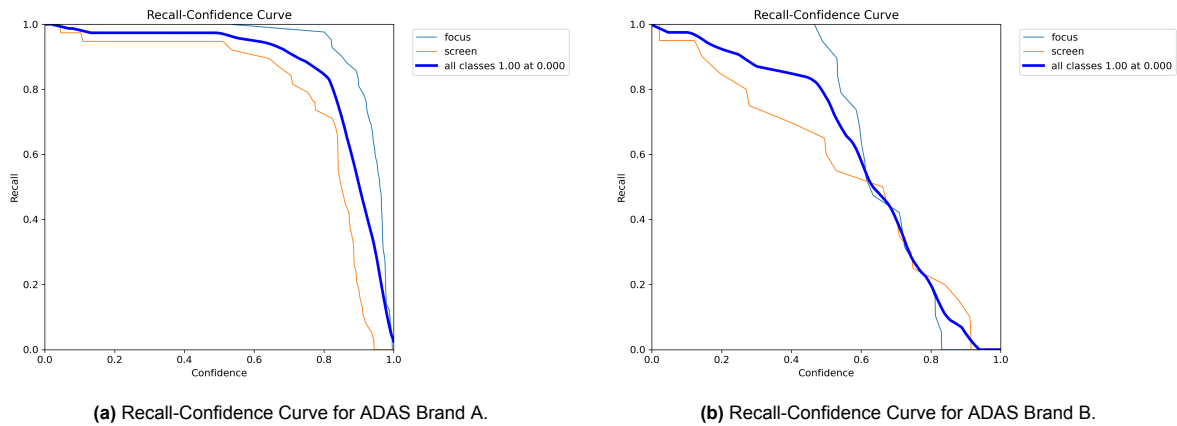 Recall-Confidence Curve
1.0
0.8
0.6
0.4
0.2
0.0
Recall
0.0 0.2 0.4 0.6 0.8 1.0
Confidence
focus
screen
all classes 1.00 at 0.000
(a) Recall-Confidence Curve for ADAS Brand A.
Recall-Confidence Curve
1.0
0.8
0.6
0.4
0.2
0.0
Recall
0.0 0.2 0.4 0.6 0.8 1.0
Confidence
focus
screen
all classes 1.00 at 0.000
(b) Recall-Confidence Curve for ADAS Brand B.